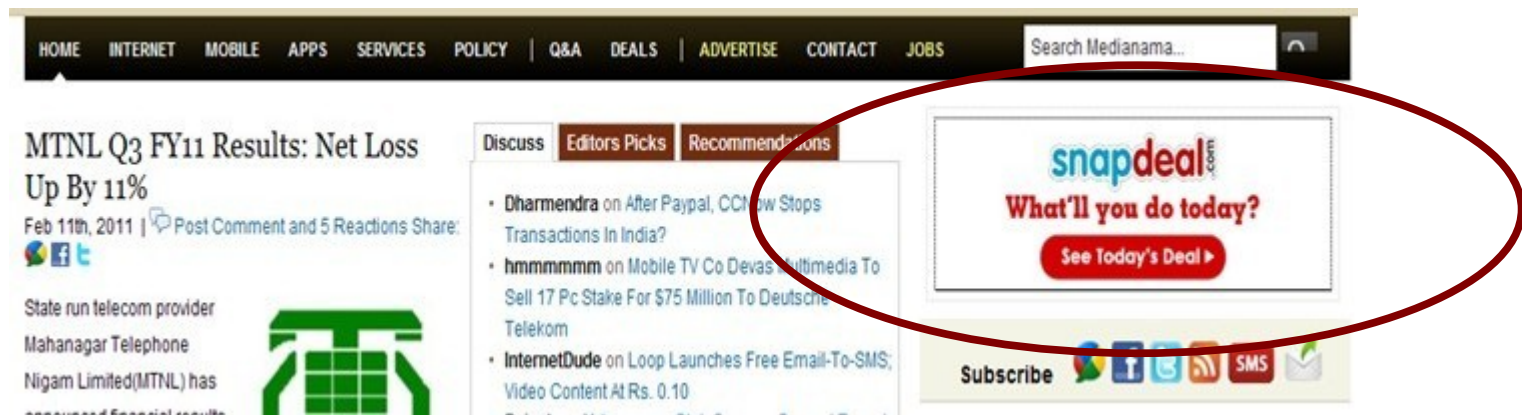 HOME INTERNET MOBILE APPS SERVICES POLICY | Q&A DEALS | ADVERTISE CONTACT JOBS
Search Medianama...
MTNL Q3 FY11 Results: Net Loss
Up By 11%
Feb 11th, 2011 | Post Comment and 5 Reactions Share:
State run telecom provider
Mahanagar Telephone
Nigam Limited(MTNL) has
announced financial results
Discuss Editors Picks Recommendations
• Dharmendra on After Paypal, CCNow Stops
Transactions In India?
• hmmmmmm on Mobile TV Co Devas Multimedia To
Sell 17 Pc Stake For $75 Million To Deutsche
Telekom
• InternetDude on Loop Launches Free Email-To-SMS;
Video Content At Rs. 0.10
snapdeal.com
What'll you do today?
See Today's Deal
Subscribe SMS